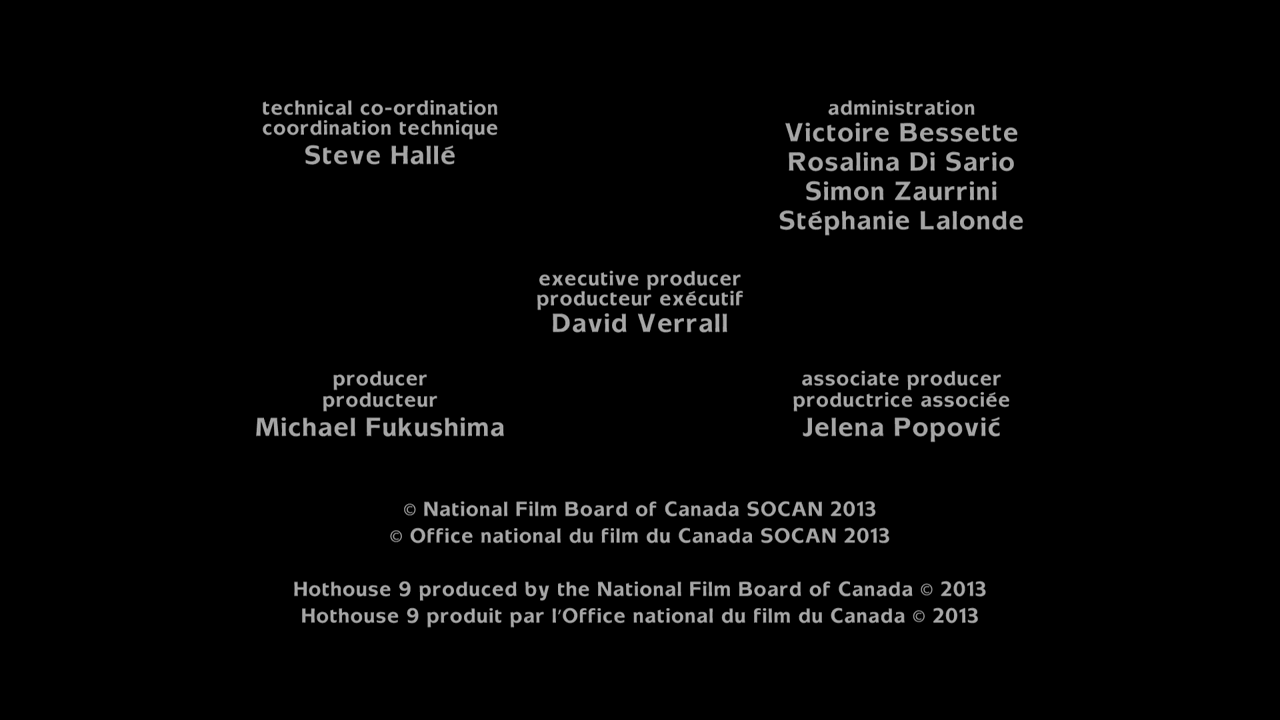 technical co-ordination
coordination technique
Steve Hallé
administration
Victoire Bessette
Rosalina Di Sario
Simon Zaurrini
Stéphanie Lalonde
executive producer
producteur exécutif
David Verrall
producer
producteur
Michael Fukushima
associate producer
productrice associée
Jelena Popović
© National Film Board of Canada SOCAN 2013
© Office national du film du Canada SOCAN 2013
Hothouse 9 produced by the National Film Board of Canada © 2013
Hothouse 9 produit par l'Office national du film du Canada © 2013